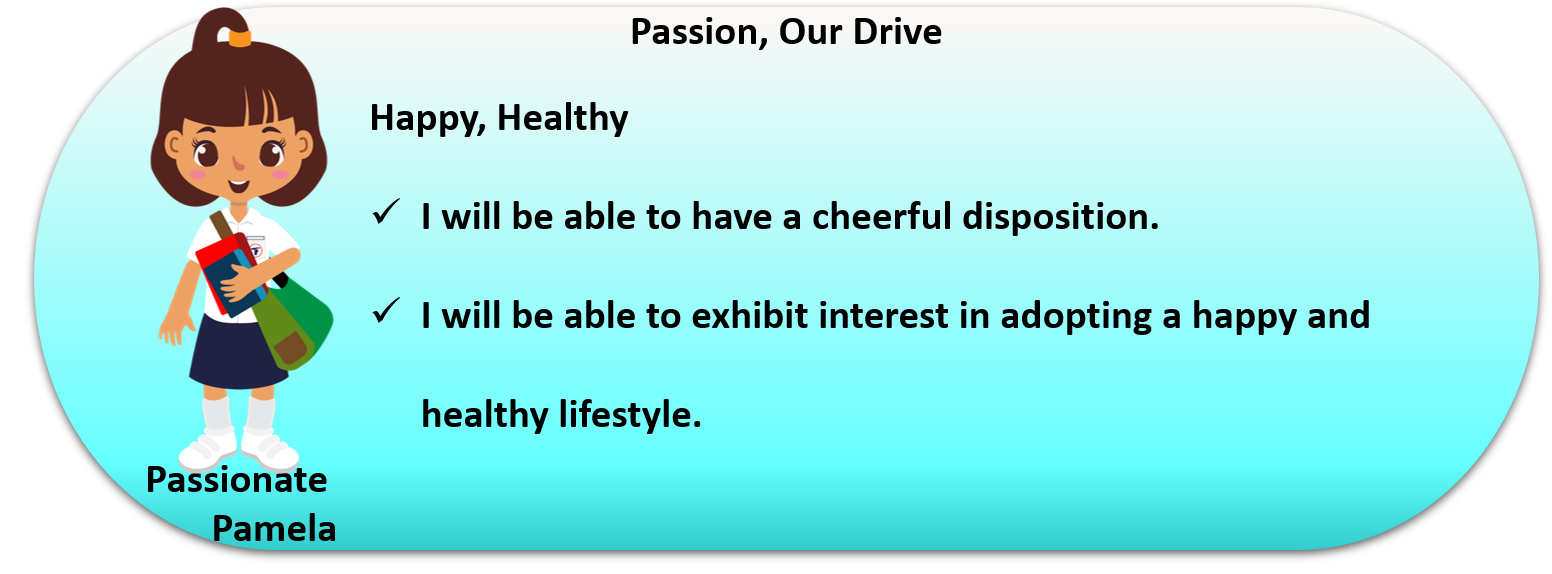 Passion, Our Drive
Happy, Healthy
✓ I will be able to have a cheerful disposition.
✓ I will be able to exhibit interest in adopting a happy and
healthy lifestyle.
Passionate
Pamela